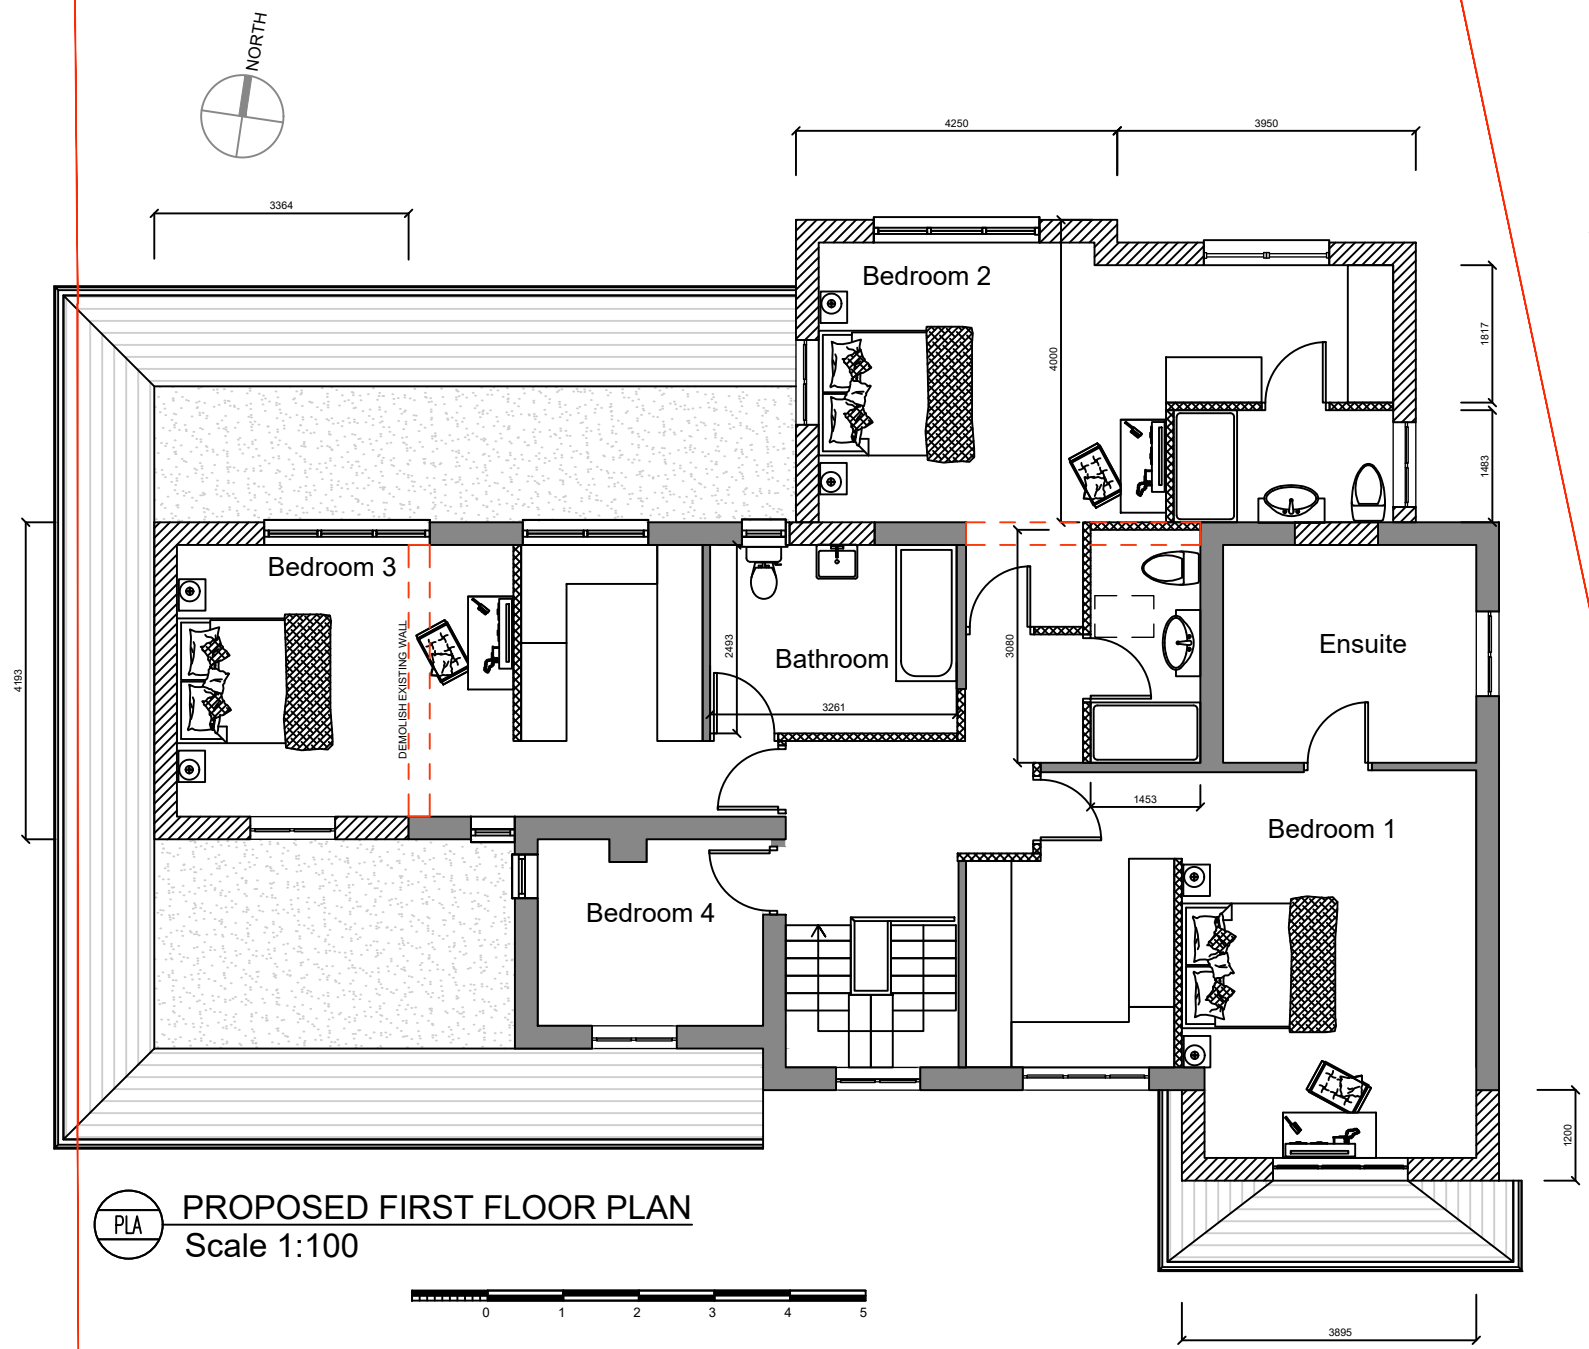 NORTH
4250
3950
3364
Bedroom 2
4000
1817
1483
Bedroom 3
DEMOLISH EXISTING WALL
4193
2493
Bathroom
3261
3080
Ensuite
1453
Bedroom 1
Bedroom 4
1200
PLA
PROPOSED FIRST FLOOR PLAN
Scale 1:100
0 1 2 3 4 5
3895